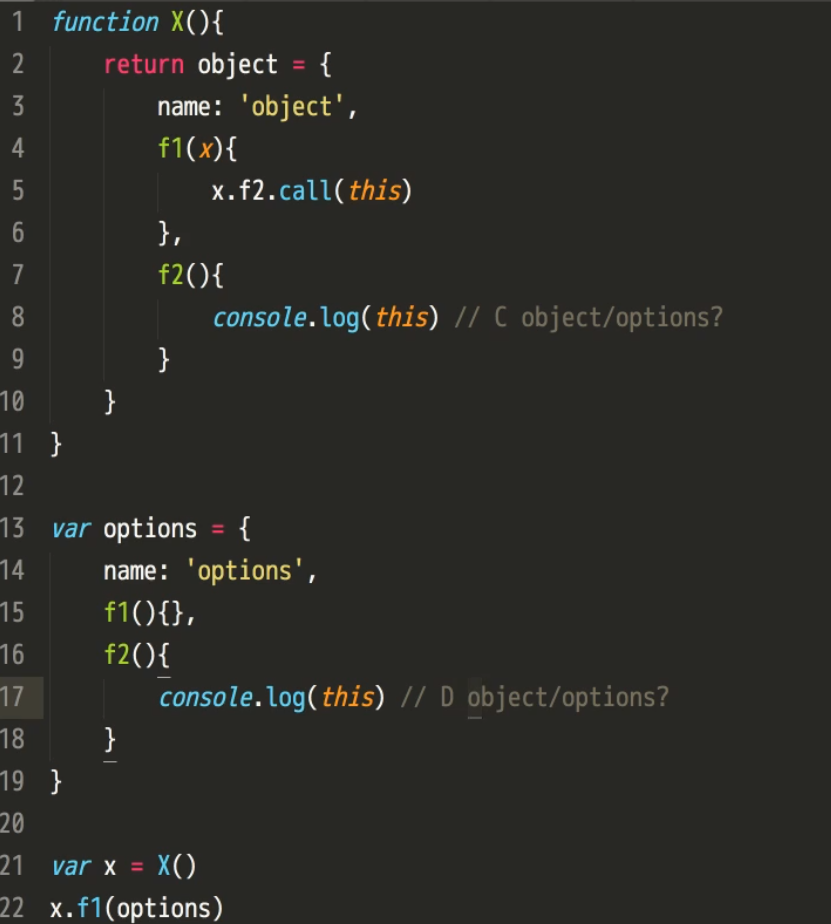 1 function X(){
2 return object = {
3 name: 'object',
4 f1(x){
5 x.f2.call(this)
6 },
7 f2(){
8 console.log(this) // C object/options?
9 }
10 }
11 }
12
13 var options = {
14 name: 'options',
15 f1(){},
16 f2(){
17 console.log(this) // D object/options?
18 }
19 }
20
21 var x = X()
22 x.f1(options)